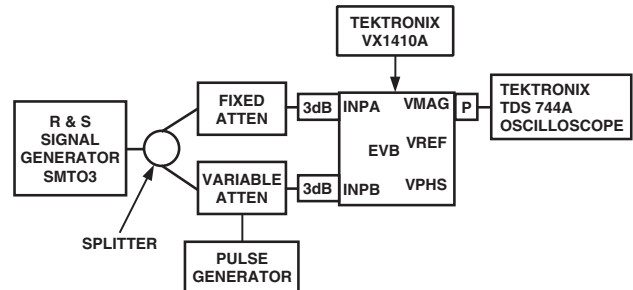 TEKTRONIX
VX1410A
R & S
SIGNAL
GENERATOR
SMTO3
SPLITTER
FIXED
ATTEN
VARIABLE
ATTEN
PULSE
GENERATOR
3dB
3dB
INPA
VMAG
EVB
VREF
INPB
VPHS
P
TEKTRONIX
TDS 744A
OSCILLOSCOPE